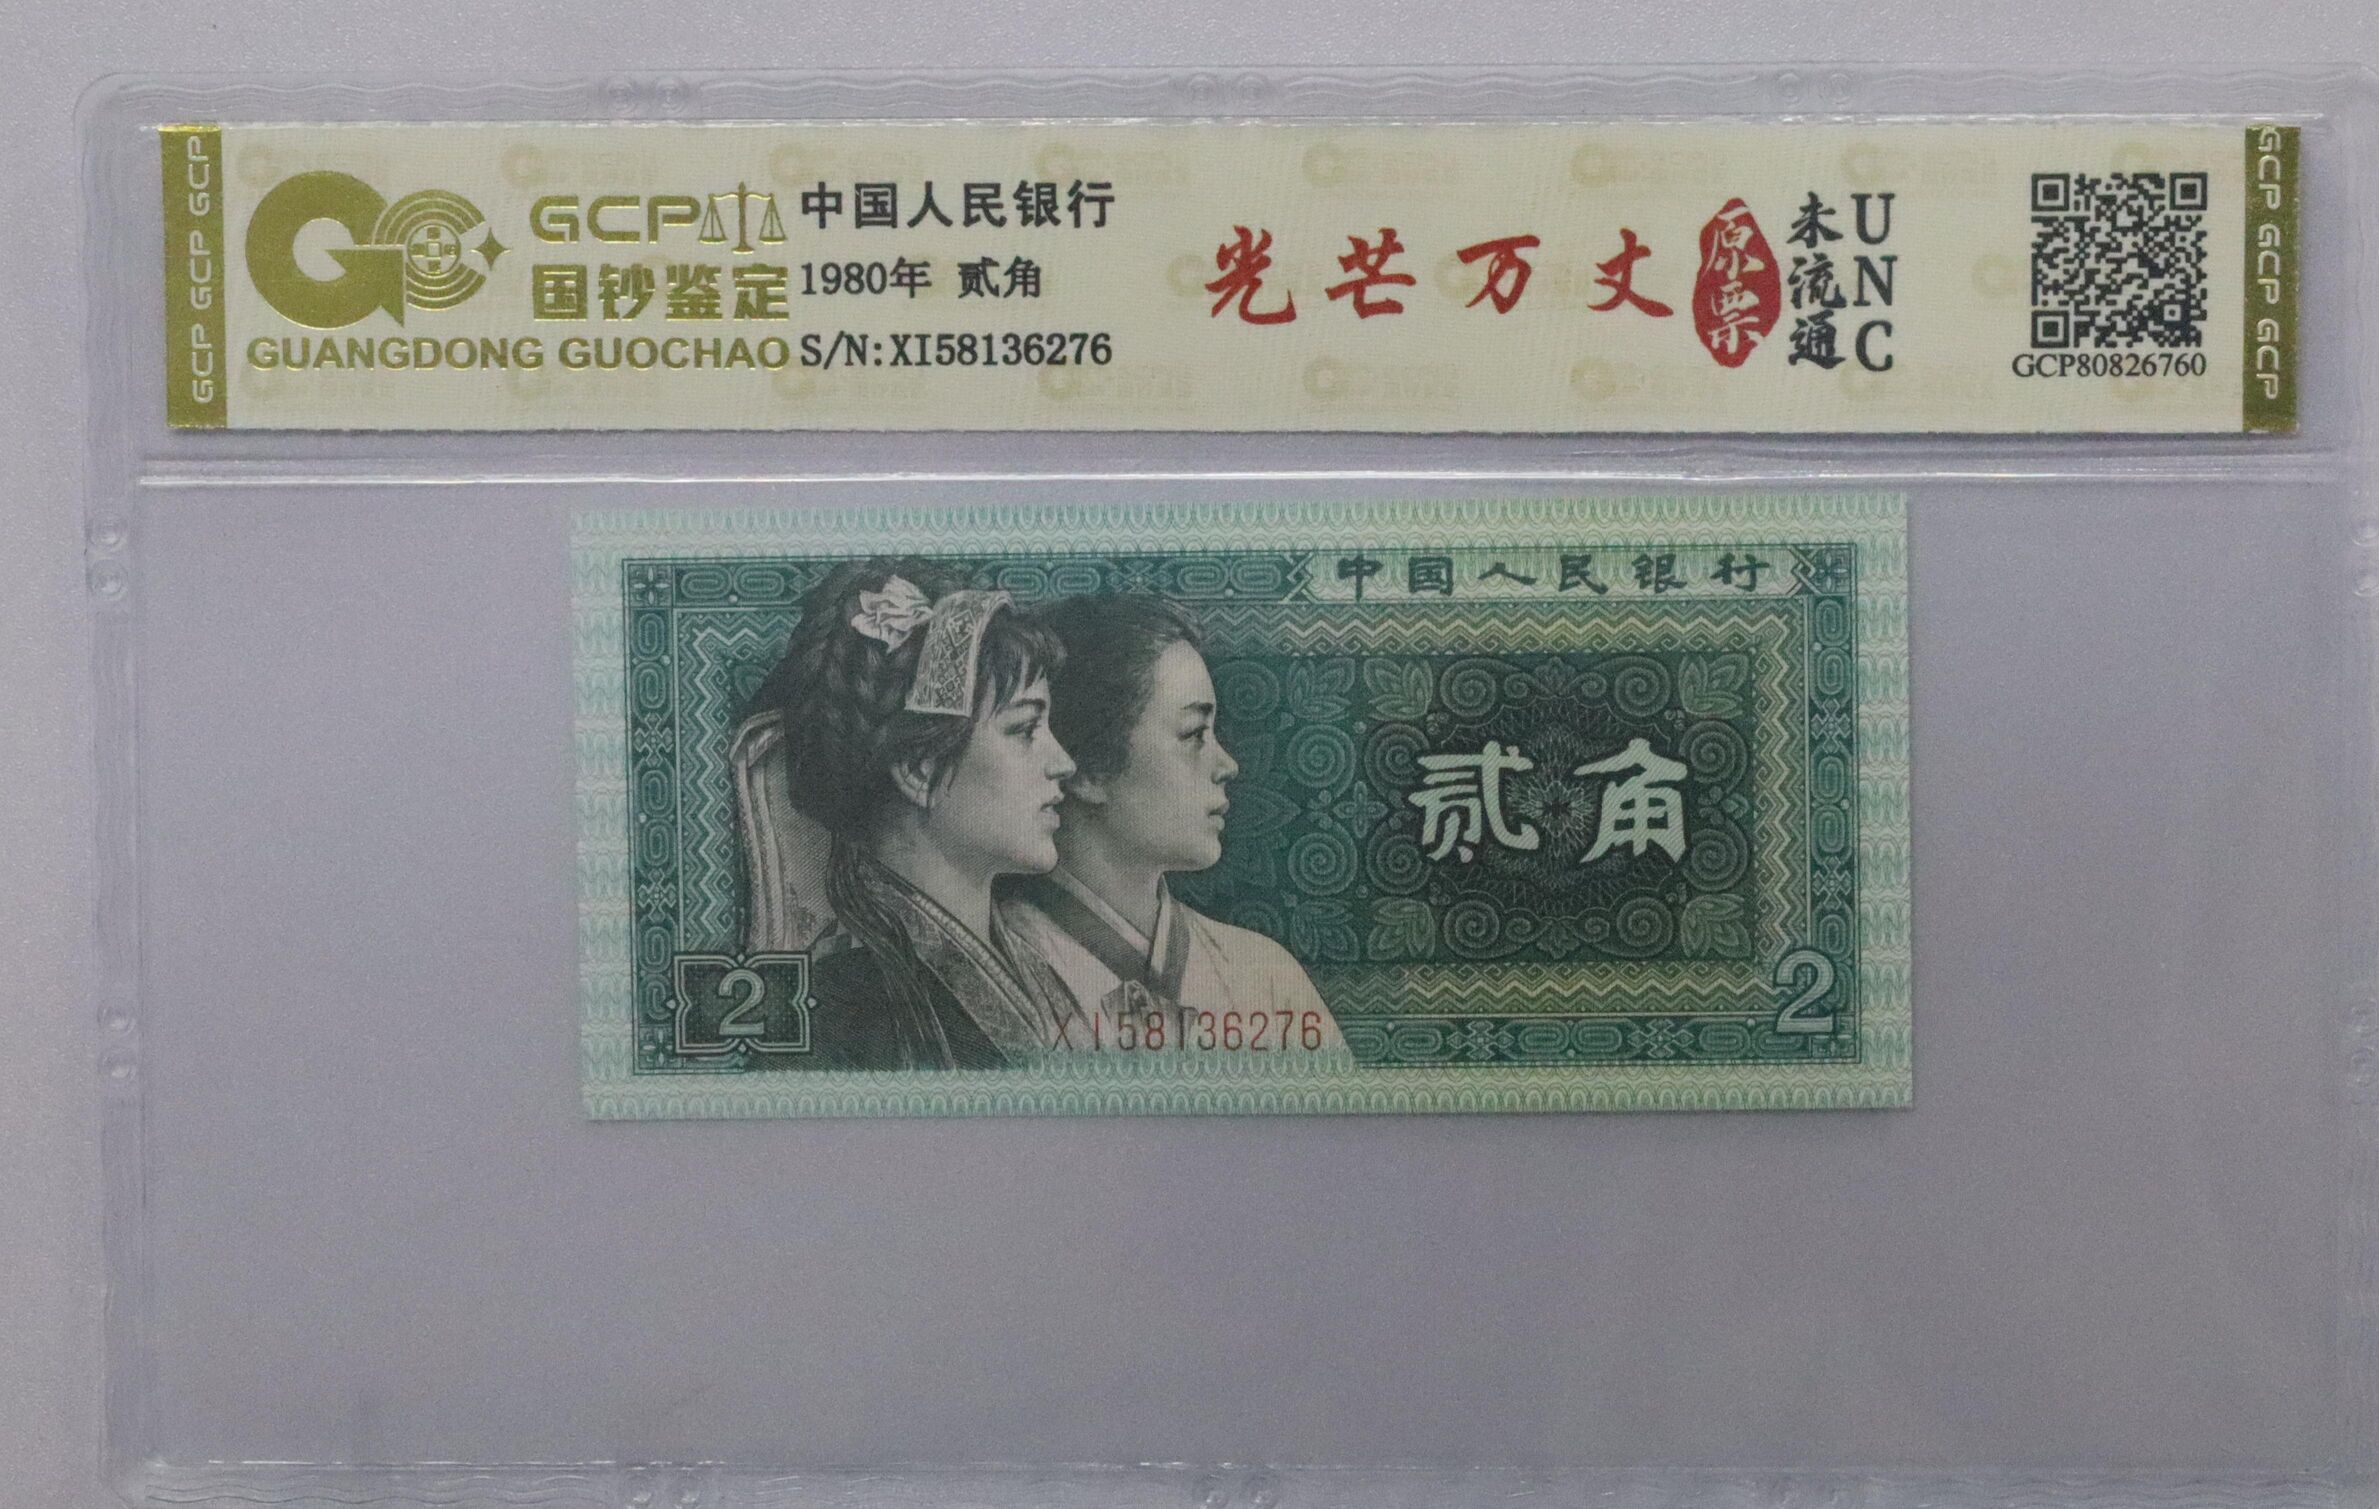 GCP GCP GCP
GCP
国钞鉴定
GUANGDONG GUOCHAO
中国人民银行
1980年 贰角
S/N:XI58136276
光芒万丈
原票
未流通
UNC
GCP80826760
GCP GCP GCP
中国人民银行
贰角
2
XI58136276
2